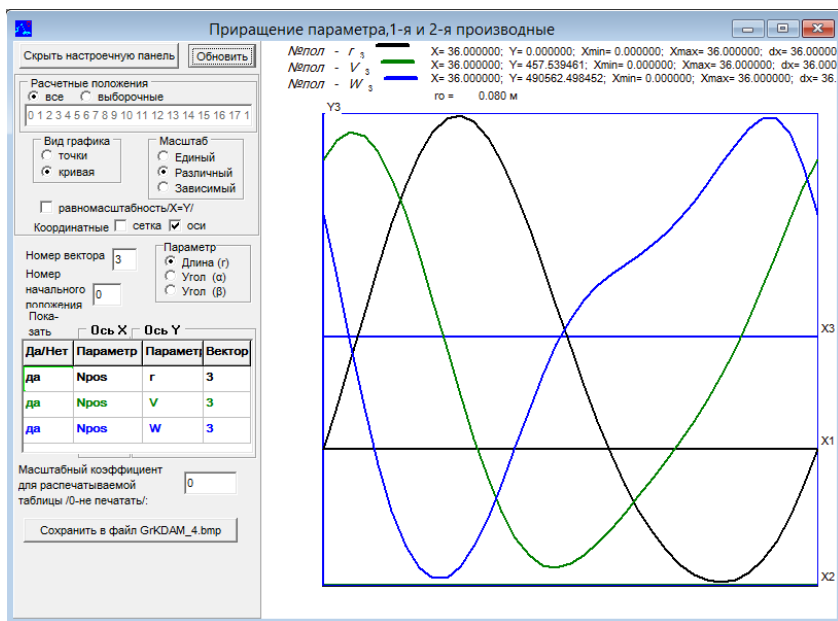 Приращение параметра,1-я и 2-я производные
Скрыть настроечную панель
Обновить
Расчетные положения
все
выборочные
0 1 2 3 4 5 6 7 8 9 10 11 12 13 14 15 16 17 1
Вид графика
точки
кривая
Масштаб
Единый
Различный
Зависимый
равномасштабность/X=Y/
Координатные
сетка
оси
Номер вектора
3
Номер
начального
положения
0
Параметр
Длина (r)
Угол (α)
Угол (β)
Пока-
зать
Ось X
Ось Y
Да/Нет Параметр Параметр Вектор
да Npos r 3
да Npos V 3
да Npos W 3
Масштабный коэффициент
для распечатываемой
таблицы /0-не печатать/:
0
Сохранить в файл GrKDAM_4.bmp
№пол - r 3 X= 36.000000; Y= 0.000000; Xmin= 0.000000; Xmax= 36.000000; dx= 36.00000
№пол - V 3 X= 36.000000; Y= 457.539461; Xmin= 0.000000; Xmax= 36.000000; dx= 36.000
№пол - W 3 X= 36.000000; Y= 490562.498452; Xmin= 0.000000; Xmax= 36.000000; dx= 36.
ro = 0.080 м
Y3
X3
X1
X2